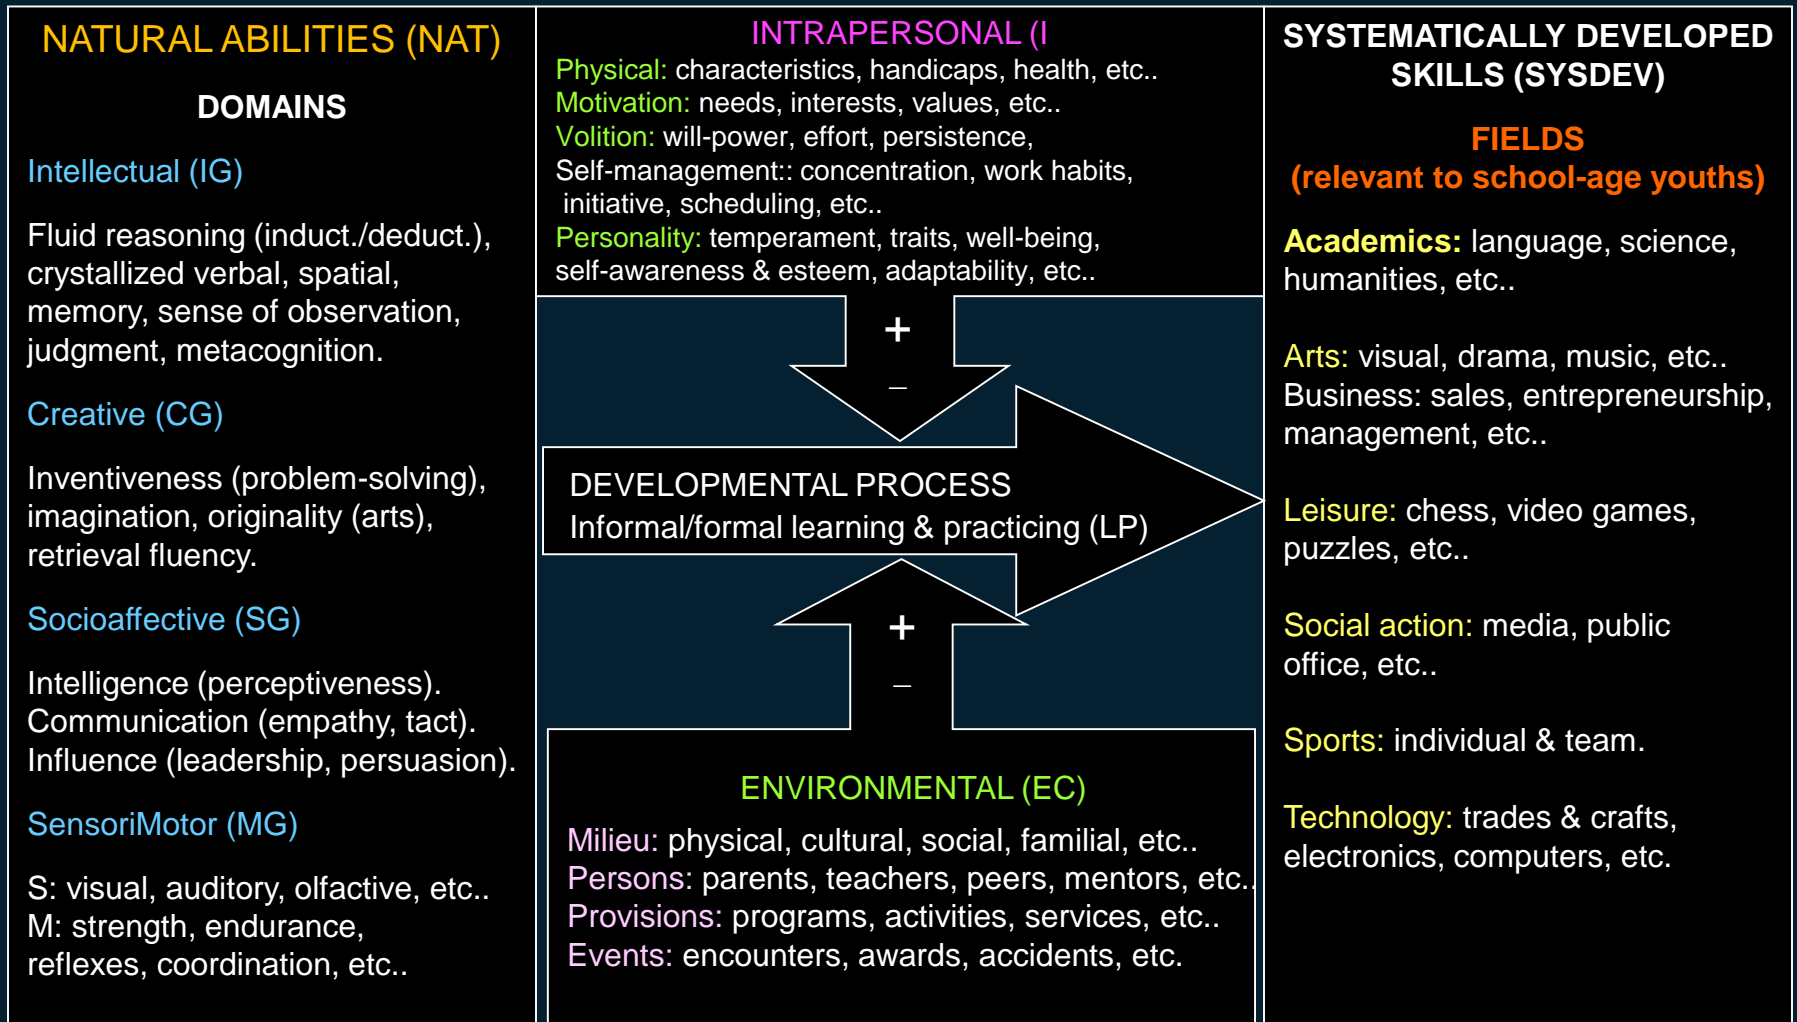 NATURAL ABILITIES (NAT)
DOMAINS
Intellectual (IG)
Fluid reasoning (induct./deduct.),
crystallized verbal, spatial,
memory, sense of observation,
judgment, metacognition.
Creative (CG)
Inventiveness (problem-solving),
imagination, originality (arts),
retrieval fluency.
Socioaffective (SG)
Intelligence (perceptiveness).
Communication (empathy, tact).
Influence (leadership, persuasion).
SensoriMotor (MG)
S: visual, auditory, olfactive, etc..
M: strength, endurance,
reflexes, coordination, etc..
INTRAPERSONAL (I
Physical: characteristics, handicaps, health, etc..
Motivation: needs, interests, values, etc..
Volition: will-power, effort, persistence,
Self-management:: concentration, work habits,
initiative, scheduling, etc..
Personality: temperament, traits, well-being,
self-awareness & esteem, adaptability, etc..
+
–
DEVELOPMENTAL PROCESS
Informal/formal learning & practicing (LP)
+
–
ENVIRONMENTAL (EC)
Milieu: physical, cultural, social, familial, etc..
Persons: parents, teachers, peers, mentors, etc..
Provisions: programs, activities, services, etc..
Events: encounters, awards, accidents, etc.
SYSTEMATICALLY DEVELOPED
SKILLS (SYSDEV)
FIELDS
(relevant to school-age youths)
Academics: language, science,
humanities, etc..
Arts: visual, drama, music, etc..
Business: sales, entrepreneurship,
management, etc..
Leisure: chess, video games,
puzzles, etc..
Social action: media, public
office, etc..
Sports: individual & team.
Technology: trades & crafts,
electronics, computers, etc.